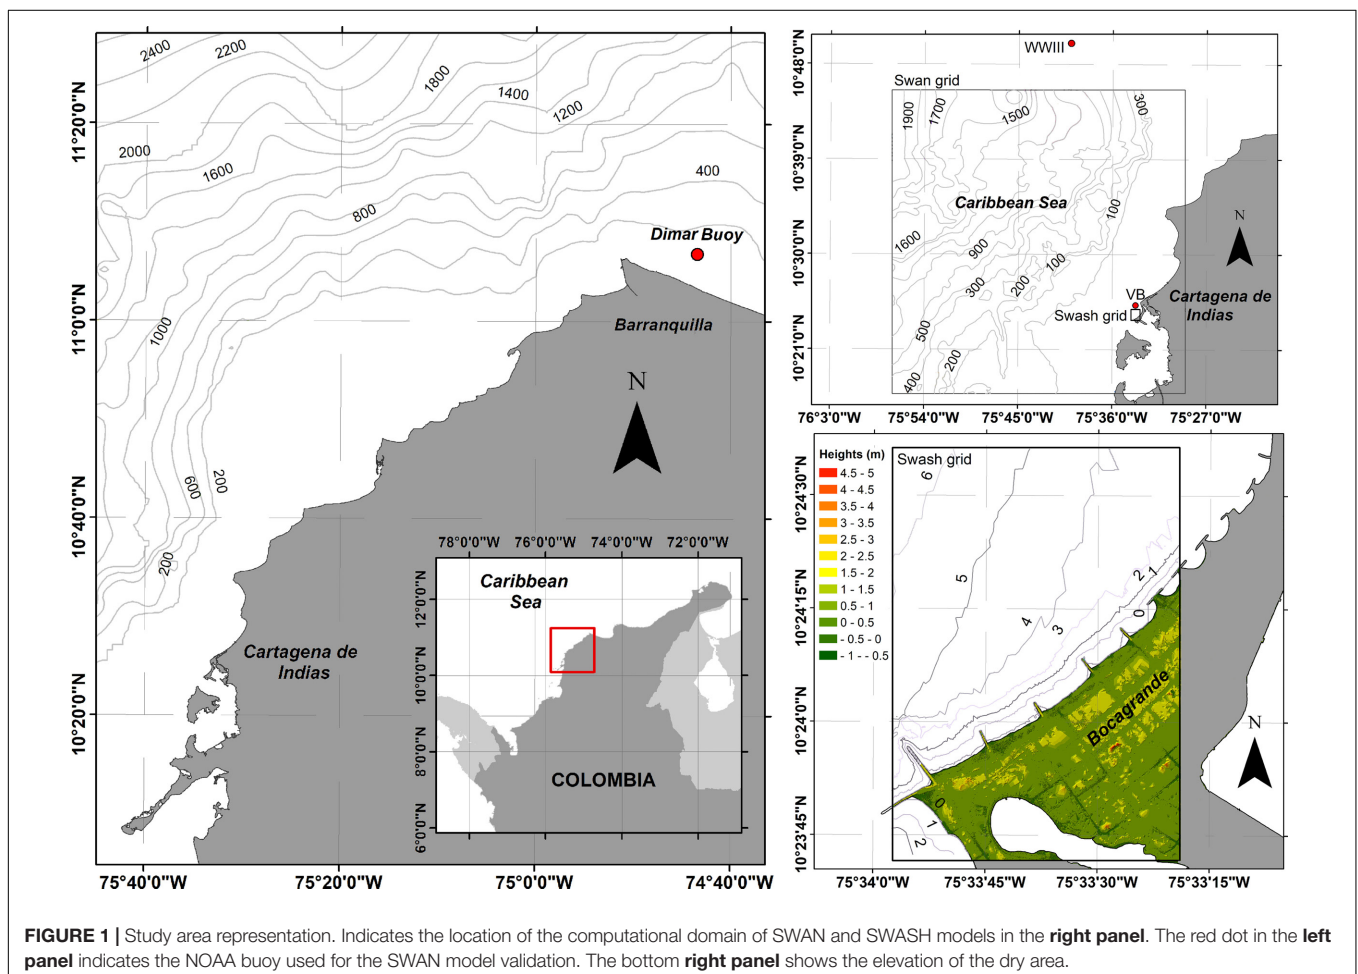 2400
2200
1800
1400
1200
2000
1600
400
800
Dimar Buoy
1000
Barranquilla
N
200
600
200
Cartagena de
Indias
11°20'0"N
11°0'0"N
10°40'0"N
10°20'0"N
75°40'0"W 75°20'0"W 75°0'0"W 74°40'0"W
78°0'0"W 76°0'0"W 74°0'0"W 72°0'0"W
Caribbean
Sea
COLOMBIA
12°0'0"N
10°0'0"N
8°0'0"N
6°0'0"N
WWIII
Swan grid
1900
1700
1500
300
Caribbean Sea
100
1600
900
100
300
200
500
200
400
VB
Swash grid
Cartagena de
Indias
N
10°48'0"N
10°39'0"N
10°30'0"N
10°21'0"N
76°3'0"W 75°54'0"W 75°45'0"W 75°36'0"W 75°27'0"W
Heights (m)
4.5 - 5
4 - 4.5
3.5 - 4
3 - 3.5
2.5 - 3
2 - 2.5
1.5 - 2
1 - 1.5
0.5 - 1
0 - 0.5
- 0.5 - 0
- 1 - - 0.5
Swash grid
6
5
4
3
2
1
0
Bocagrande
0
1
2
N
10°24'30"N
10°24'15"N
10°24'0"N
10°23'45"N
75°34'0"W 75°33'45"W 75°33'30"W 75°33'15"W
FIGURE 1 | Study area representation. Indicates the location of the computational domain of SWAN and SWASH models in the right panel. The red dot in the left
panel indicates the NOAA buoy used for the SWAN model validation. The bottom right panel shows the elevation of the dry area.